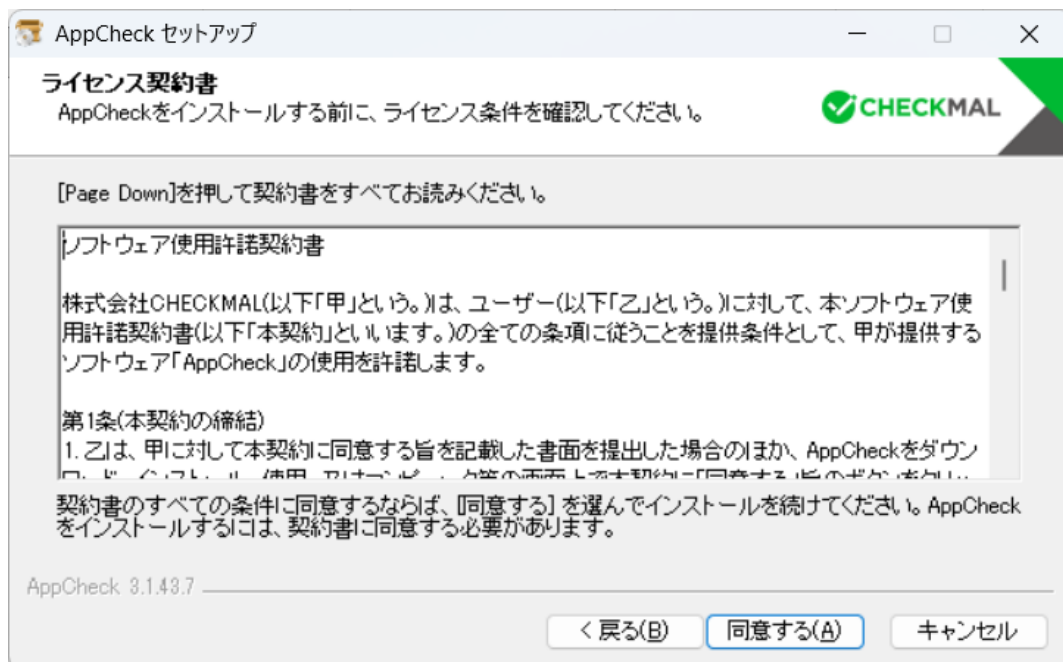 AppCheck セットアップ
ライセンス契約書
AppCheckをインストールする前に、ライセンス条件を確認してください。
CHECKMAL
[Page Down]を押して契約書をすべてお読みください。
ソフトウェア使用許諾契約書
株式会社CHECKMAL(以下「甲」という。)は、ユーザー(以下「乙」という。)に対して、本ソフトウェア使
用許諾契約書(以下「本契約」といいます。)の全ての条項に従うことを提供条件として、甲が提供する
ソフトウェア「AppCheck」の使用を許諾します。
第1条(本契約の締結)
1. 乙は、甲に対して本契約に同意する旨を記載した書面を提出した場合のほか、AppCheckをダウン
契約書のすべての条件に同意するならば、[同意する] を選んでインストールを続けてください。AppCheck
をインストールするには、契約書に同意する必要があります。
AppCheck 3.1.43.7
< 戻る(B)
同意する(A)
キャンセル